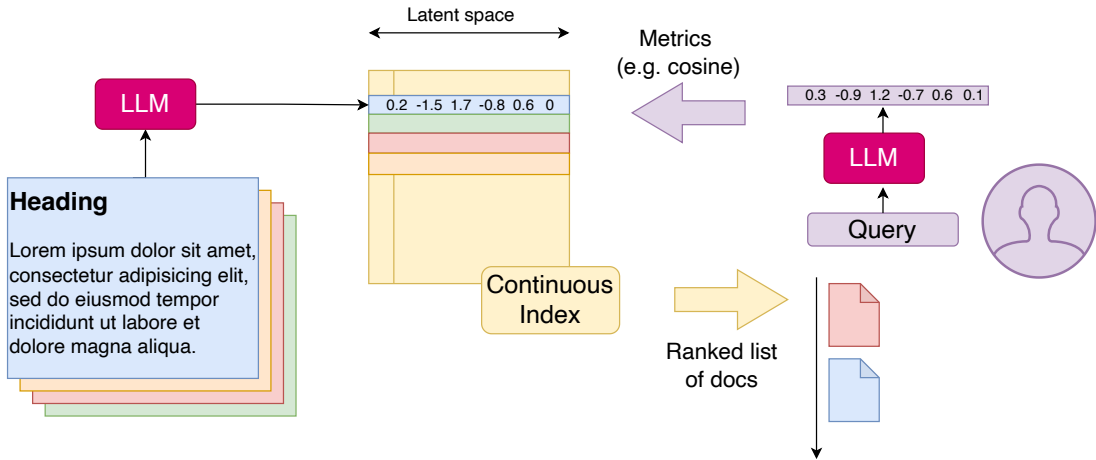 Latent space
Metrics
(e.g. cosine)
LLM
0.2 -1.5 1.7 -0.8 0.6 0
0.3 -0.9 1.2 -0.7 0.6 0.1
LLM
Heading
Lorem ipsum dolor sit amet,
consectetur adipisicing elit,
sed do eiusmod tempor
incididunt ut labore et
dolore magna aliqua.
Query
Continuous
Index
Ranked list
of docs